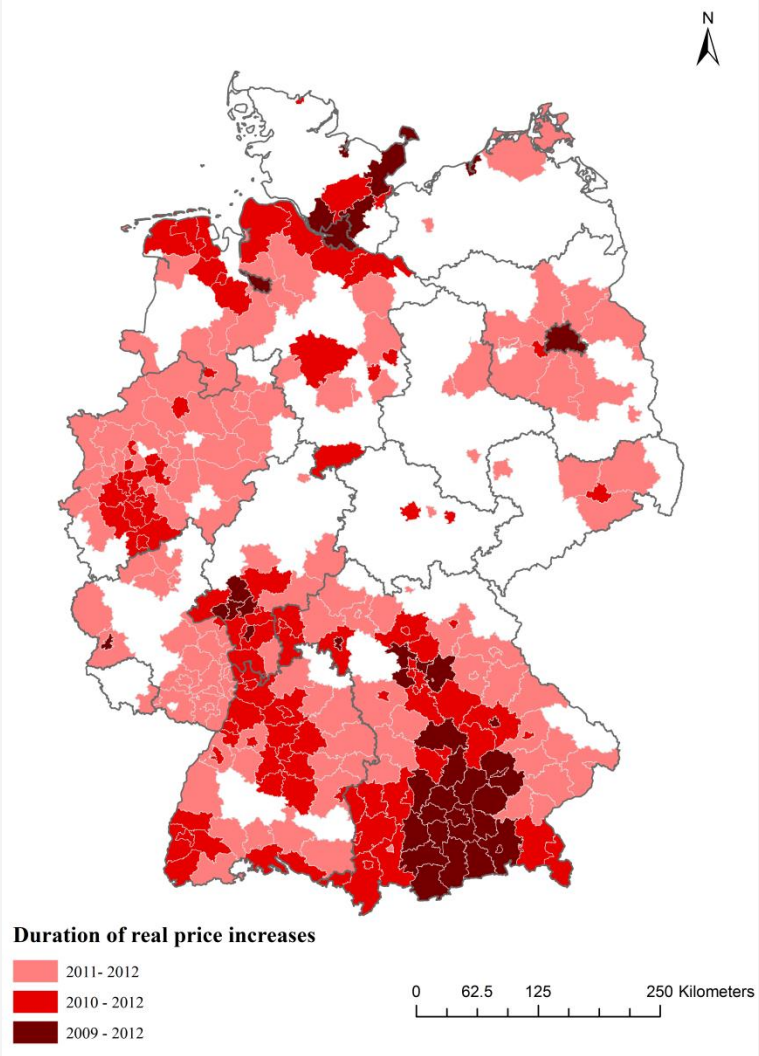 N
Duration of real price increases
2011- 2012
2010 - 2012
2009 - 2012
0 62.5 125 250 Kilometers